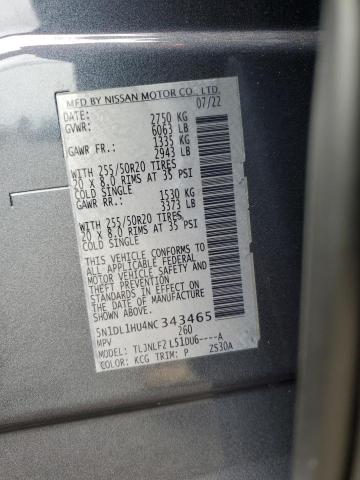 MFD BY NISSAN MOTOR CO., LTD.
DATE: 07/22
GVWR: 2750 KG
6063 LB
GAWR FR.: 1335 KG
2943 LB
WITH 255/50R20 TIRES
20 X 8.0 RIMS AT 35 PSI
COLD SINGLE
GAWR RR.: 1530 KG
3373 LB
WITH 255/50R20 TIRES
20 X 8.0 RIMS AT 35 PSI
COLD SINGLE
THIS VEHICLE CONFORMS TO
ALL APPLICABLE U.S. FEDERAL
MOTOR VEHICLE SAFETY AND
THEFT PREVENTION
STANDARDS IN EFFECT ON
THE DATE OF MANUFACTURE
SHOWN ABOVE.
5N1DL1HU4NC343465
MPV 260
MODEL: TLJNLF2 L51DU6----A
COLOR: KCG TRIM: P 2530A